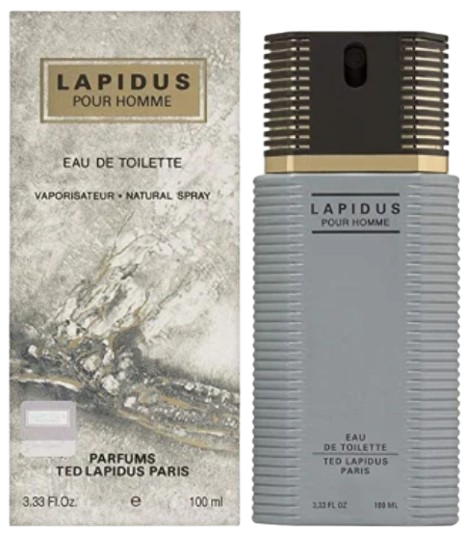 LAPIDUS
POUR HOMME
EAU DE TOILETTE
VAPORISATEUR • NATURAL SPRAY
PARFUMS
TED LAPIDUS PARIS
3.33 Fl.Oz. e 100 ml
LAPIDUS
POUR HOMME
EAU
DE TOILETTE
TED LAPIDUS
PARIS
3,33 FL OZ 100 ML